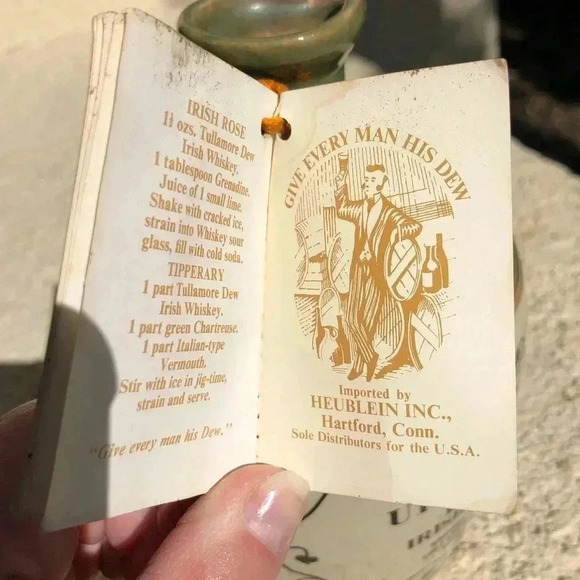 IRISH ROSE
1½ ozs. Tullamore Dew
Irish Whiskey.
1 tablespoon Grenadine.
Juice of 1 small lime.
Shake with cracked ice,
strain into Whiskey sour
glass, fill with cold soda.
TIPPERARY
1 part Tullamore Dew
Irish Whiskey.
1 part green Chartreuse.
1 part Italian-type
Vermouth.
Stir with ice in jig-time,
strain and serve.
"Give every man his Dew."
GIVE EVERY MAN HIS DEW
Imported by
HEUBLEIN INC.,
Hartford, Conn.
Sole Distributors for the U.S.A.